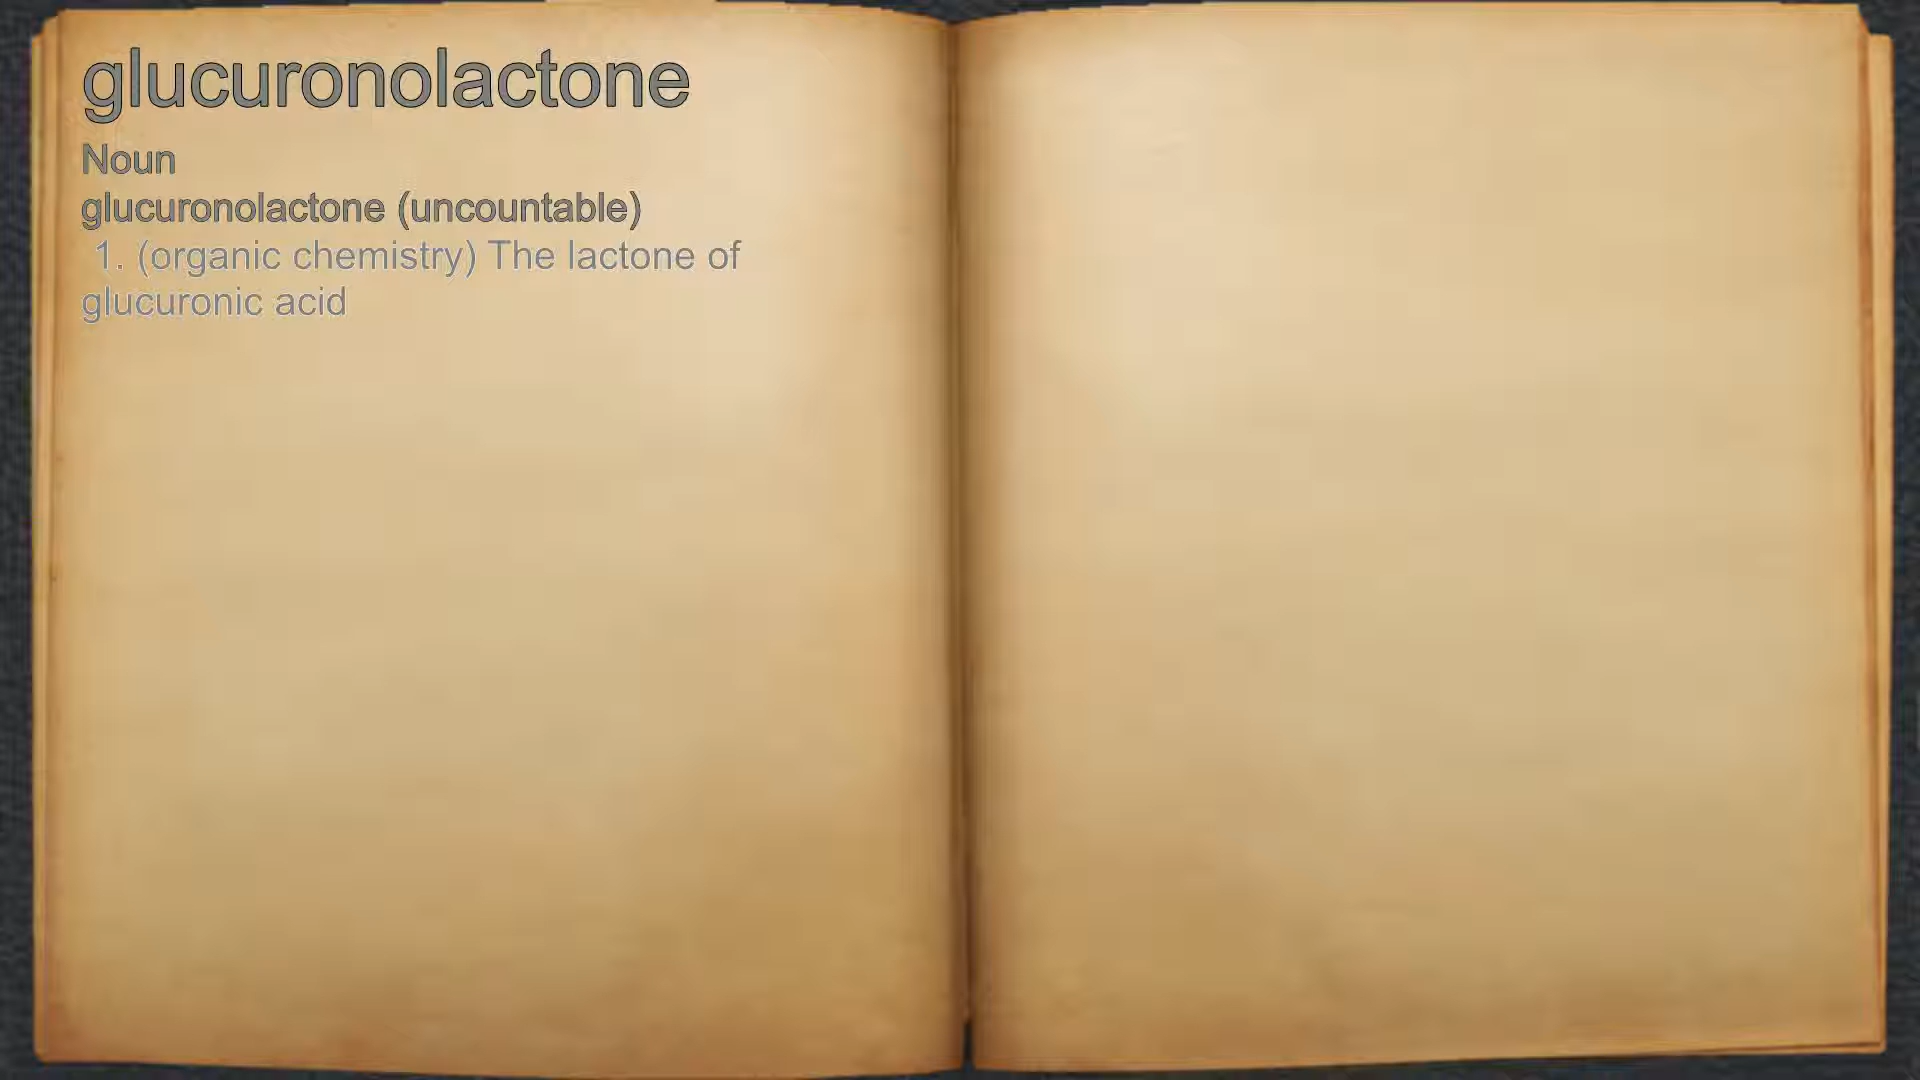 glucuronolactone
Noun
glucuronolactone (uncountable)
1. (organic chemistry) The lactone of
glucuronic acid